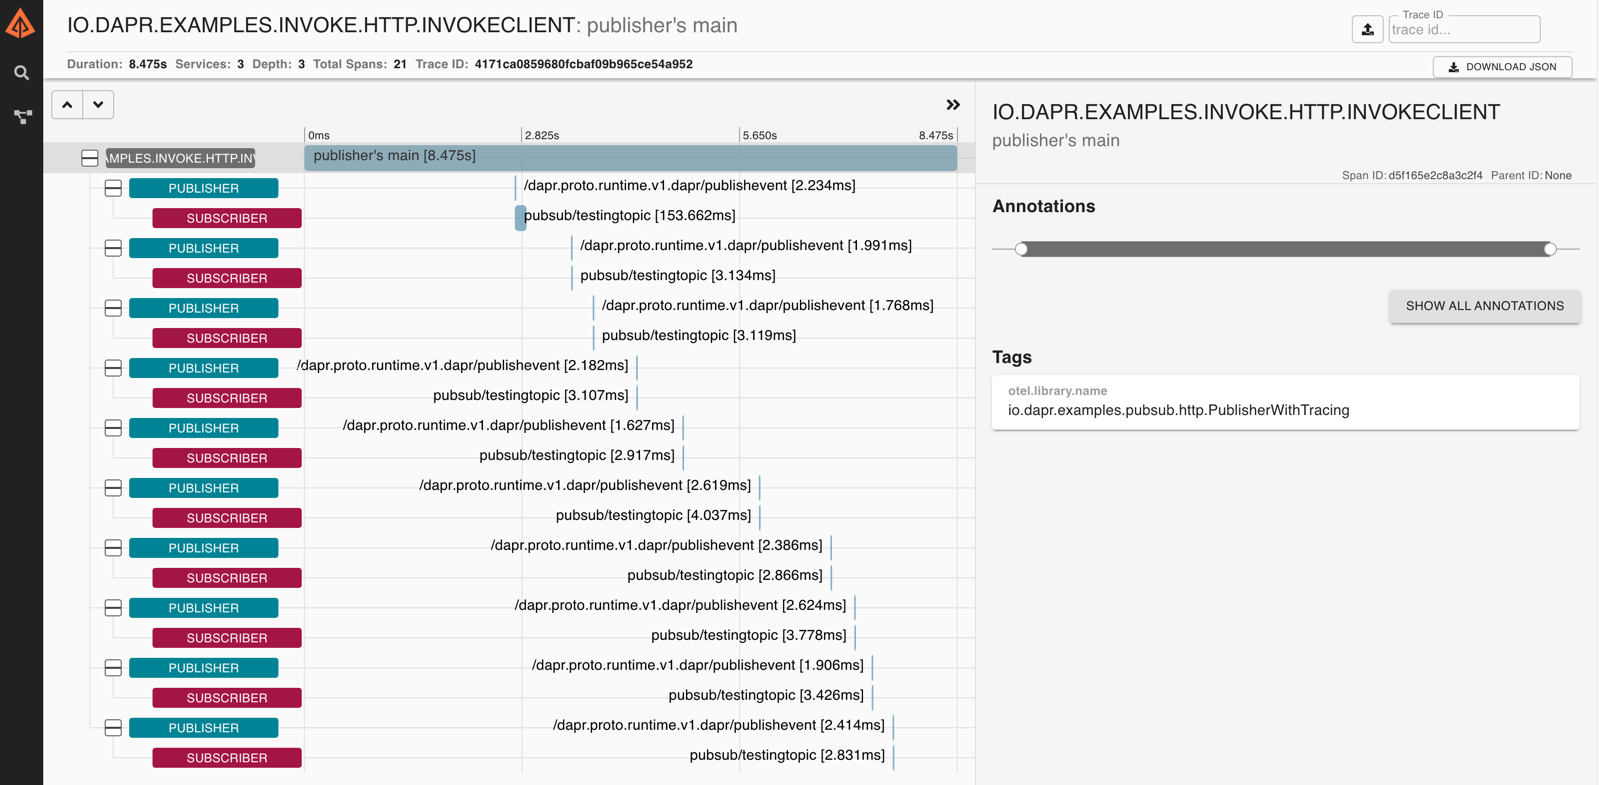 IO.DAPR.EXAMPLES.INVOKE.HTTP.INVOKECLIENT: publisher's main
Trace ID
trace id...
Duration: 8.475s Services: 3 Depth: 3 Total Spans: 21 Trace ID: 4171ca0859680fcbaf09b965ce54a952
DOWNLOAD JSON
0ms 2.825s 5.650s 8.475s
AMPLES.INVOKE.HTTP.INV publisher's main [8.475s]
PUBLISHER /dapr.proto.runtime.v1.dapr/publishevent [2.234ms]
SUBSCRIBER pubsub/testingtopic [153.662ms]
PUBLISHER /dapr.proto.runtime.v1.dapr/publishevent [1.991ms]
SUBSCRIBER pubsub/testingtopic [3.134ms]
PUBLISHER /dapr.proto.runtime.v1.dapr/publishevent [1.768ms]
SUBSCRIBER pubsub/testingtopic [3.119ms]
PUBLISHER /dapr.proto.runtime.v1.dapr/publishevent [2.182ms]
SUBSCRIBER pubsub/testingtopic [3.107ms]
PUBLISHER /dapr.proto.runtime.v1.dapr/publishevent [1.627ms]
SUBSCRIBER pubsub/testingtopic [2.917ms]
PUBLISHER /dapr.proto.runtime.v1.dapr/publishevent [2.619ms]
SUBSCRIBER pubsub/testingtopic [4.037ms]
PUBLISHER /dapr.proto.runtime.v1.dapr/publishevent [2.386ms]
SUBSCRIBER pubsub/testingtopic [2.866ms]
PUBLISHER /dapr.proto.runtime.v1.dapr/publishevent [2.624ms]
SUBSCRIBER pubsub/testingtopic [3.778ms]
PUBLISHER /dapr.proto.runtime.v1.dapr/publishevent [1.906ms]
SUBSCRIBER pubsub/testingtopic [3.426ms]
PUBLISHER /dapr.proto.runtime.v1.dapr/publishevent [2.414ms]
SUBSCRIBER pubsub/testingtopic [2.831ms]
IO.DAPR.EXAMPLES.INVOKE.HTTP.INVOKECLIENT
publisher's main
Span ID: d5f165e2c8a3c2f4 Parent ID: None
Annotations
SHOW ALL ANNOTATIONS
Tags
otel.library.name
io.dapr.examples.pubsub.http.PublisherWithTracing